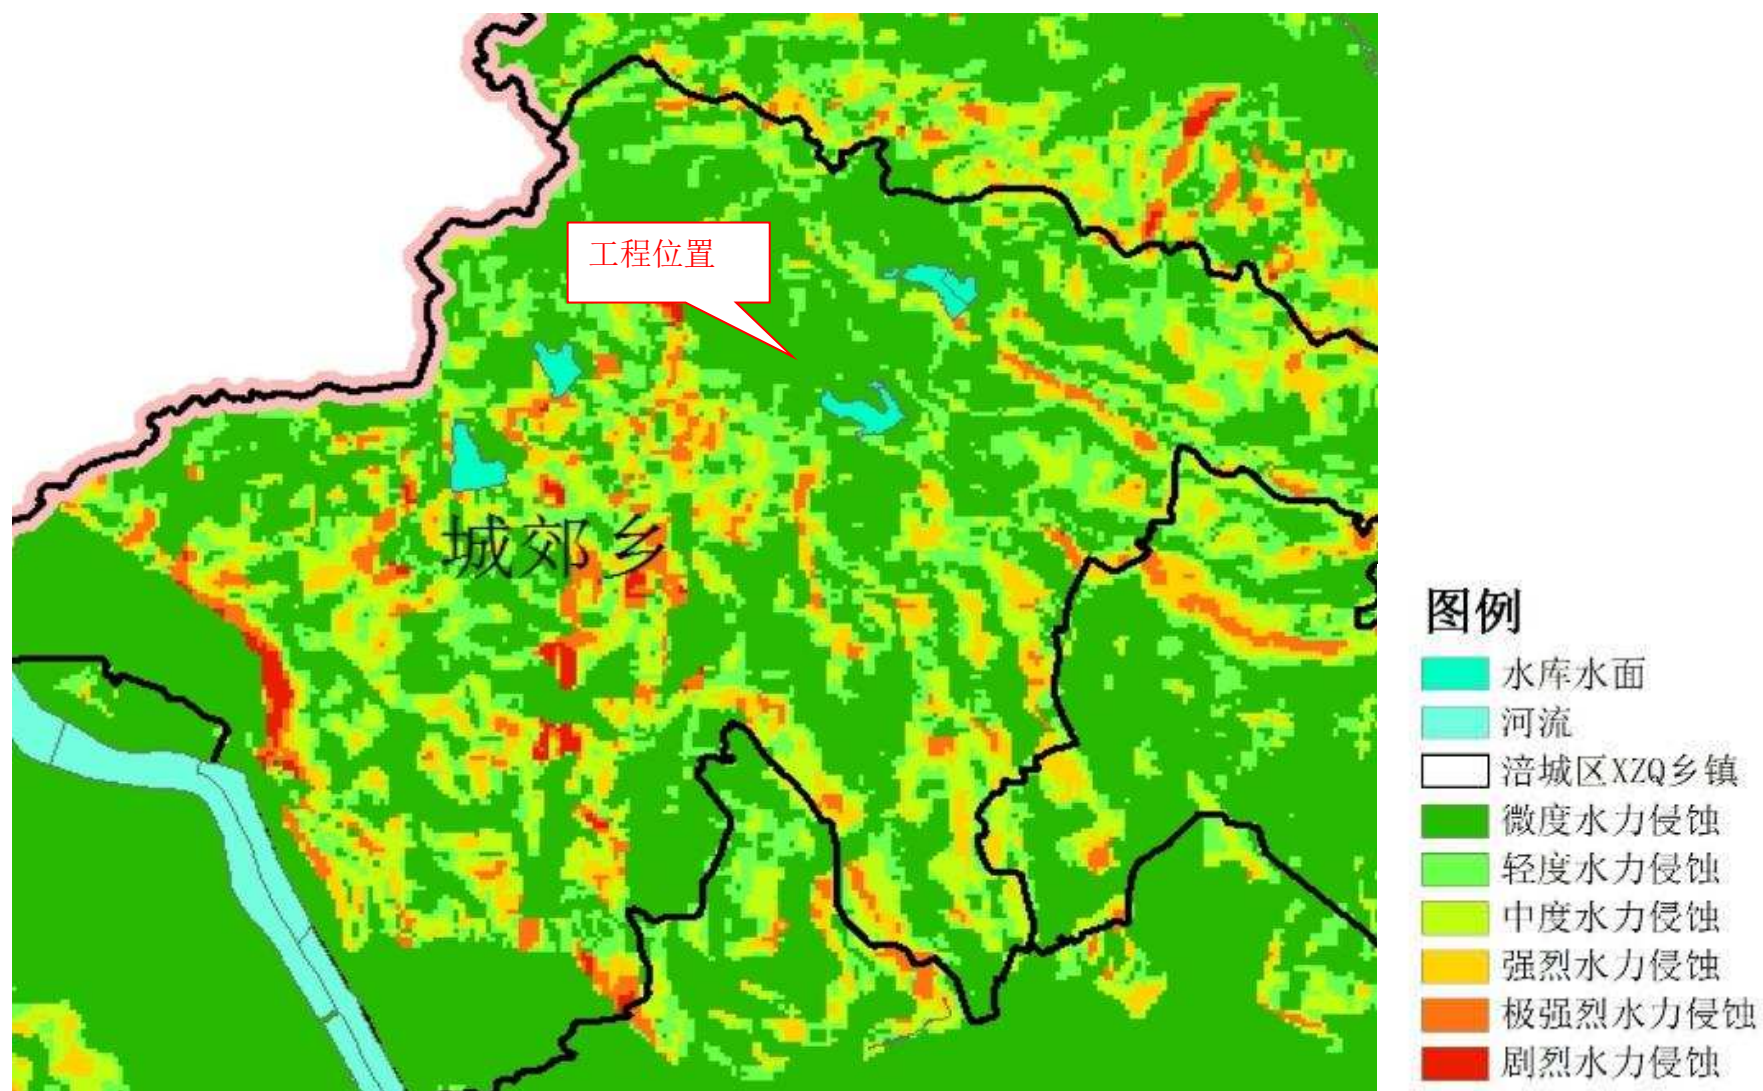 工程位置
城郊乡
图例
水库水面
河流
涪城区XZQ乡镇
微度水力侵蚀
轻度水力侵蚀
中度水力侵蚀
强烈水力侵蚀
极强烈水力侵蚀
剧烈水力侵蚀